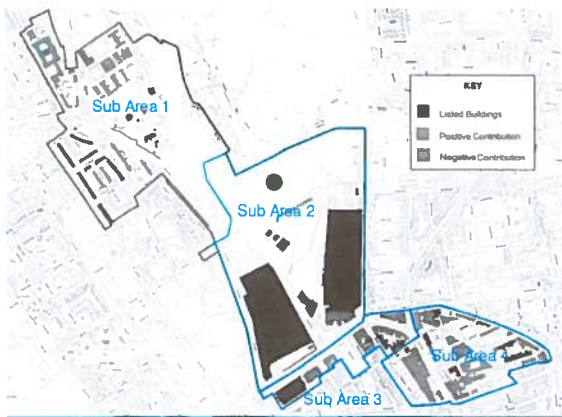 Sub Area 1
KEY
Listed Buildings
Positive Contribution
Negative Contribution
Sub Area 2
Sub Area 4
Sub Area 3